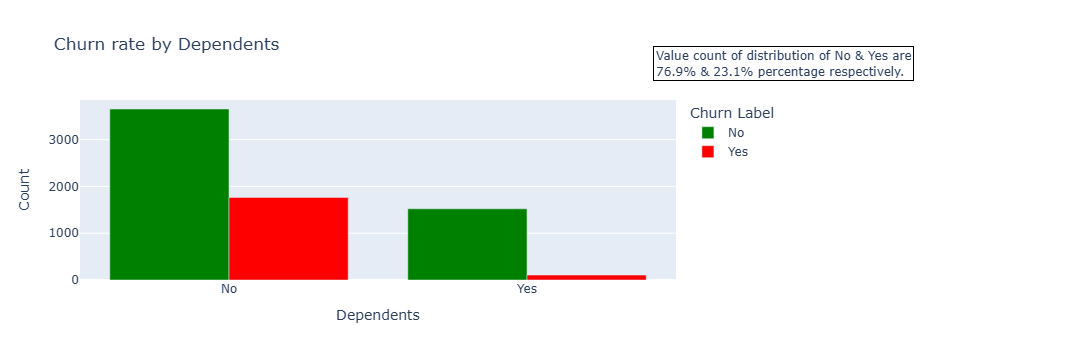 Churn rate by Dependents
Value count of distribution of No & Yes are
76.9% & 23.1% percentage respectively.
Churn Label
No
Yes
Count
3000
2000
1000
0
No
Yes
Dependents